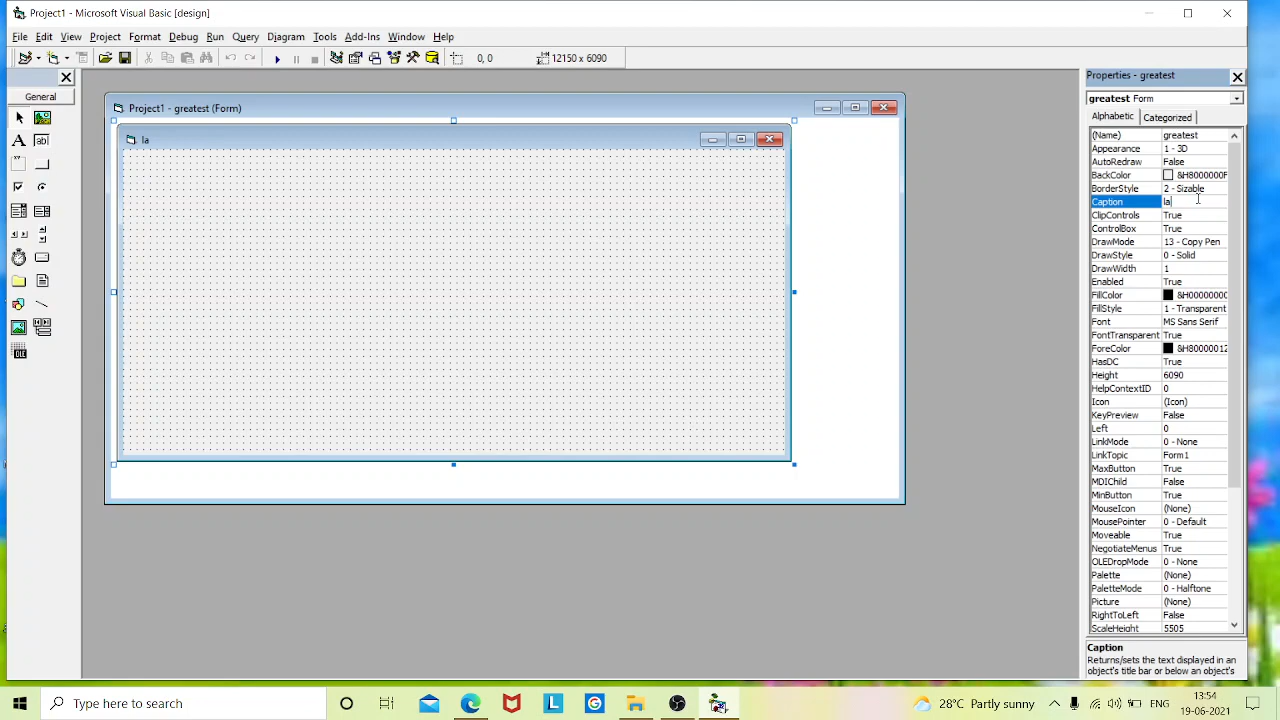 Project1 - Microsoft Visual Basic [design]
File Edit View Project Format Debug Run Query Diagram Tools Add-Ins Window Help
0, 0 12150 x 6090
General
A ab|
OLE
Project1 - greatest (Form)
la
Properties - greatest
greatest Form
Alphabetic Categorized
(Name) greatest
Appearance 1 - 3D
AutoRedraw False
BackColor &H8000000F
BorderStyle 2 - Sizable
Caption la
ClipControls True
ControlBox True
DrawMode 13 - Copy Pen
DrawStyle 0 - Solid
DrawWidth 1
Enabled True
FillColor &H00000000
FillStyle 1 - Transparent
Font MS Sans Serif
FontTransparent True
ForeColor &H80000012
HasDC True
Height 6090
HelpContextID 0
Icon (Icon)
KeyPreview False
Left 0
LinkMode 0 - None
LinkTopic Form1
MaxButton True
MDIChild False
MinButton True
MouseIcon (None)
MousePointer 0 - Default
Moveable True
NegotiateMenus True
OLEDropMode 0 - None
Palette (None)
PaletteMode 0 - Halftone
Picture (None)
RightToLeft False
ScaleHeight 5505
Caption
Returns/sets the text displayed in an
object's title bar or below an object's
Type here to search
L
G
28°C Partly sunny
ENG
13:54
19-06-2021